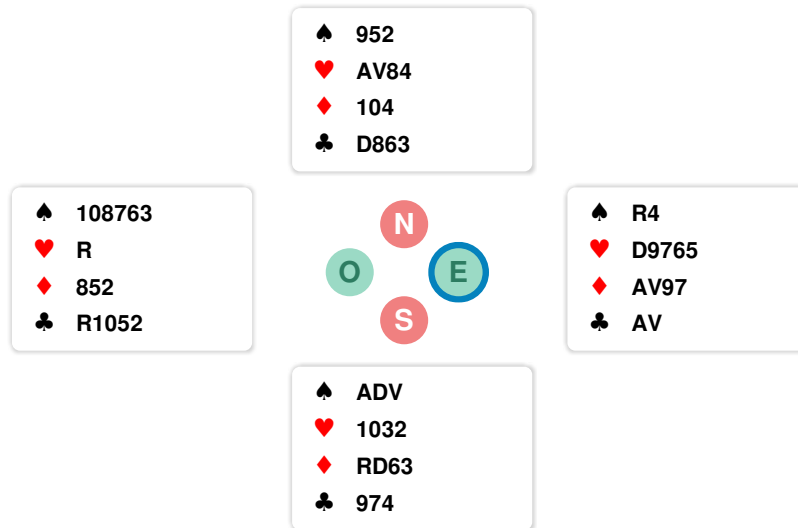 ♠ 952
♥ AV84
♦ 104
♣ D863
♠ 108763
♥ R
♦ 852
♣ R1052
N
O E
S
♠ R4
♥ D9765
♦ AV97
♣ AV
♠ ADV
♥ 1032
♦ RD63
♣ 974